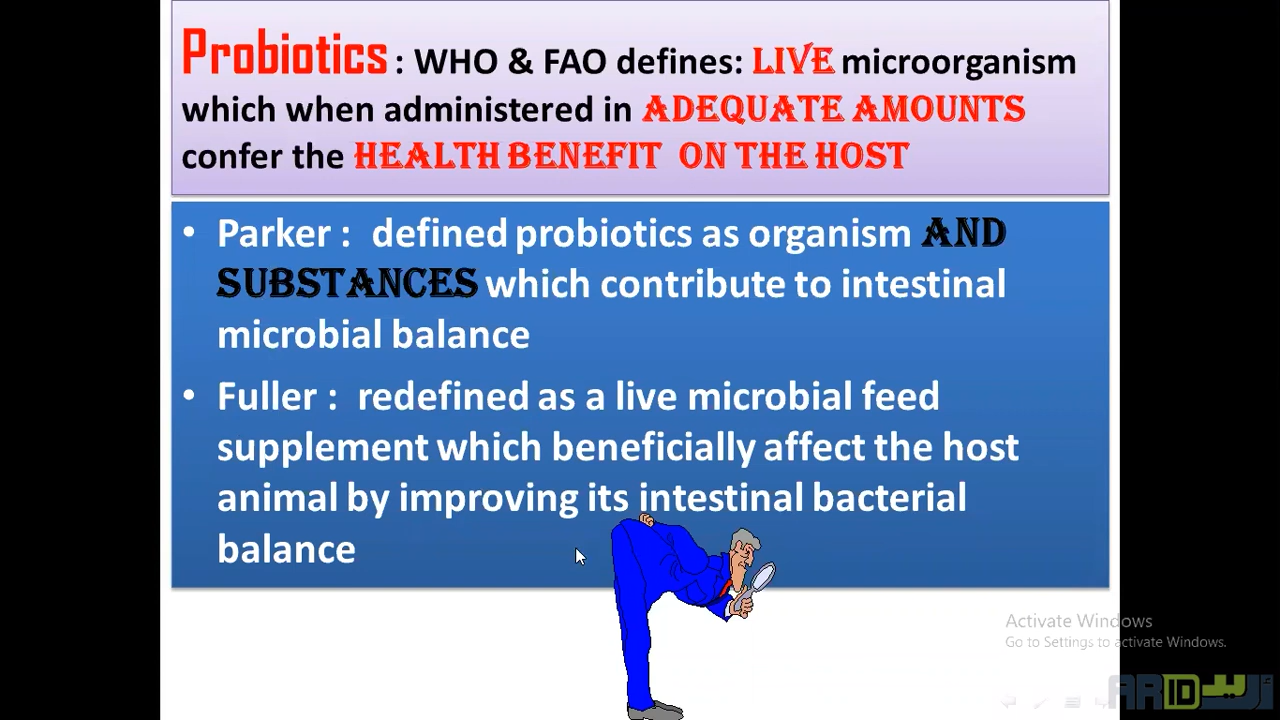 Probiotics : WHO & FAO defines: LIVE microorganism
which when administered in ADEQUATE AMOUNTS
confer the HEALTH BENEFIT ON THE HOST
• Parker : defined probiotics as organism AND
SUBSTANCES which contribute to intestinal
microbial balance
• Fuller : redefined as a live microbial feed
supplement which beneficially affect the host
animal by improving its intestinal bacterial
balance
Activate Windows
Go to Settings to activate Windows.
ARID أريد